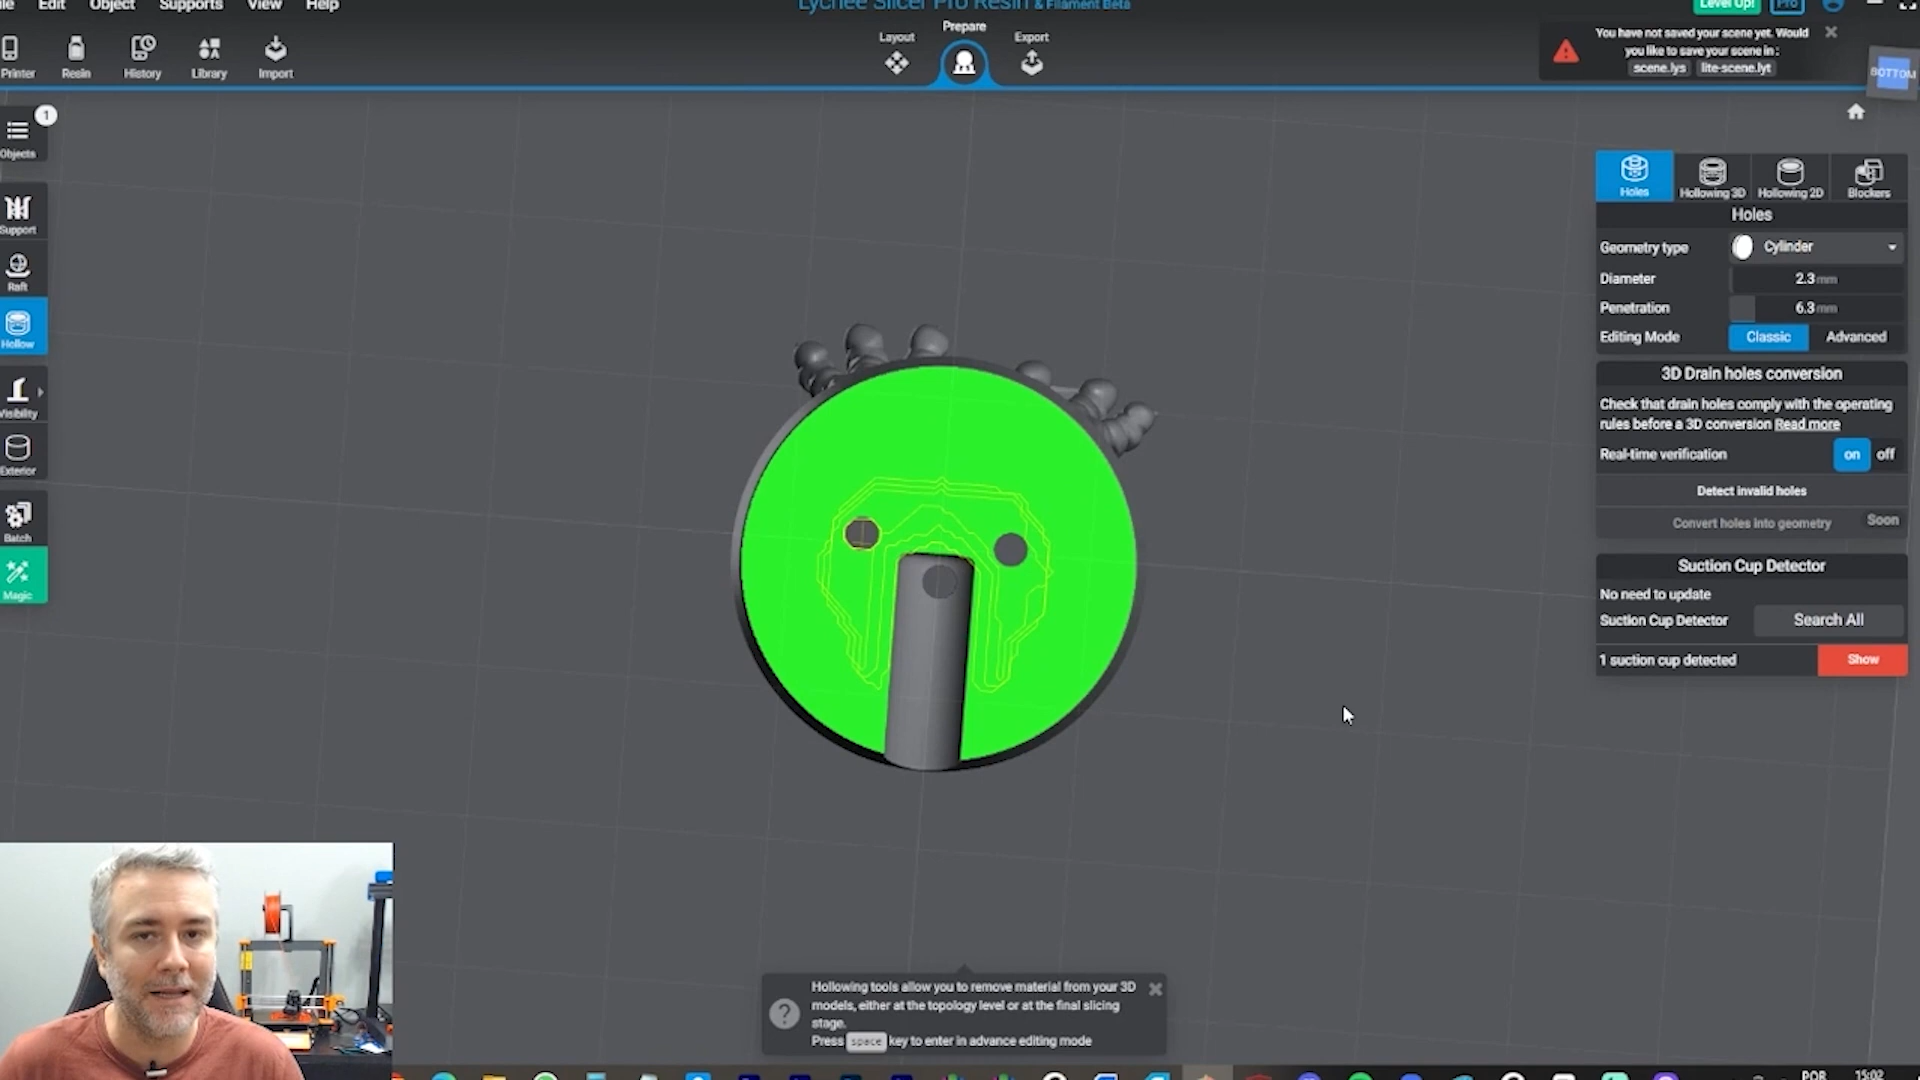 Edit
Object
Supports
View
Help
Lychee Slicer Pro Resin & Filament Beta
Level Up!
Pro
Printer
Resin
History
Library
Import
Layout
Prepare
Export
You have not saved your scene yet. Would
you like to save your scene in :
scene.lys
lite-scene.lyt
BOTTOM
1
Objects
Support
Raft
Hollow
Visibility
Exterior
Batch
Magic
Holes
Hollowing 3D
Hollowing 2D
Blockers
Holes
Geometry type
Cylinder
Diameter
2.3 mm
Penetration
6.3 mm
Editing Mode
Classic
Advanced
3D Drain holes conversion
Check that drain holes comply with the operating
rules before a 3D conversion Read more
Real-time verification
on
off
Detect invalid holes
Convert holes into geometry
Soon
Suction Cup Detector
No need to update
Suction Cup Detector
Search All
1 suction cup detected
Show
?
Hollowing tools allow you to remove material from your 3D
models, either at the topology level or at the final slicing
stage.
Press space key to enter in advance editing mode
POR
15:02